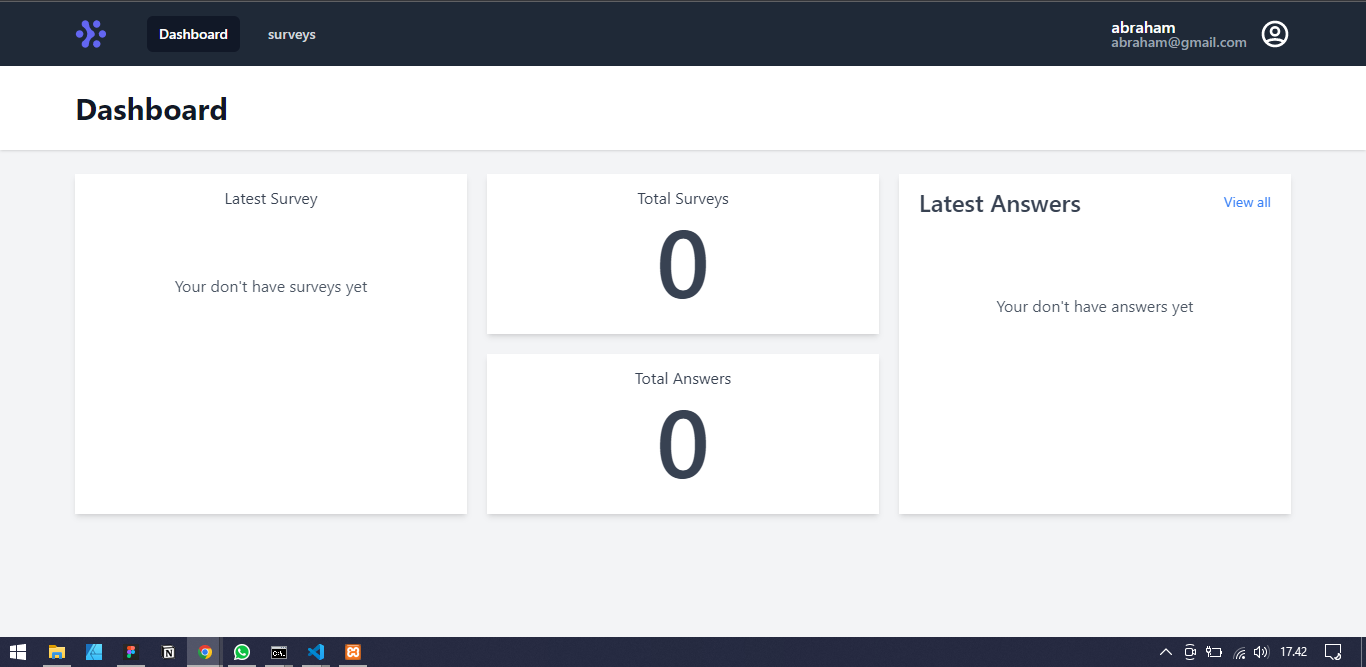 Dashboard
surveys
abraham
abraham@gmail.com
Dashboard
Latest Survey
Your don't have surveys yet
Total Surveys
0
Total Answers
0
Latest Answers
View all
Your don't have answers yet
17.42